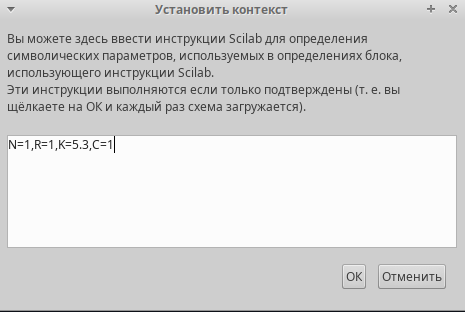 Установить контекст
Вы можете здесь ввести инструкции Scilab для определения
символических параметров, используемых в определениях блока,
использующего инструкции Scilab.
Эти инструкции выполняются если только подтверждены (т. е. вы
щёлкаете на ОК и каждый раз схема загружается).
N=1,R=1,K=5.3,C=1
ОК Отменить